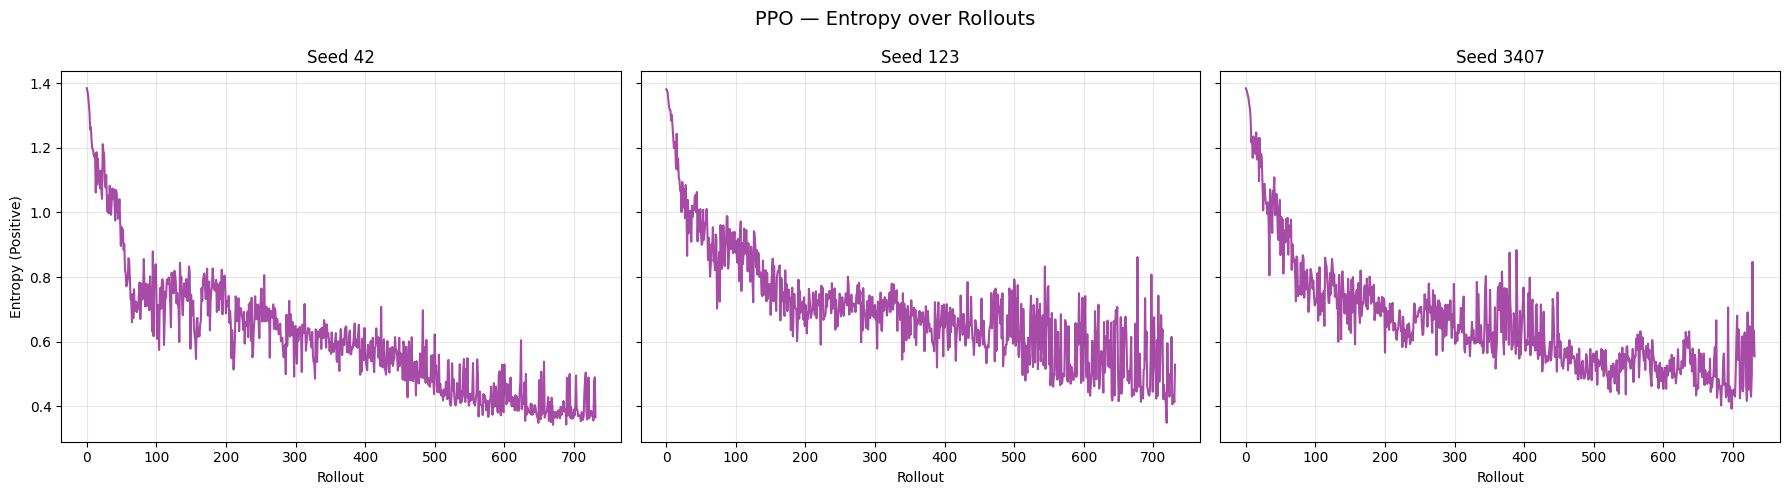 PPO — Entropy over Rollouts
Seed 42
Seed 123
Seed 3407
Entropy (Positive)
1.4
1.2
1.0
0.8
0.6
0.4
0 100 200 300 400 500 600 700
0 100 200 300 400 500 600 700
0 100 200 300 400 500 600 700
Rollout
Rollout
Rollout